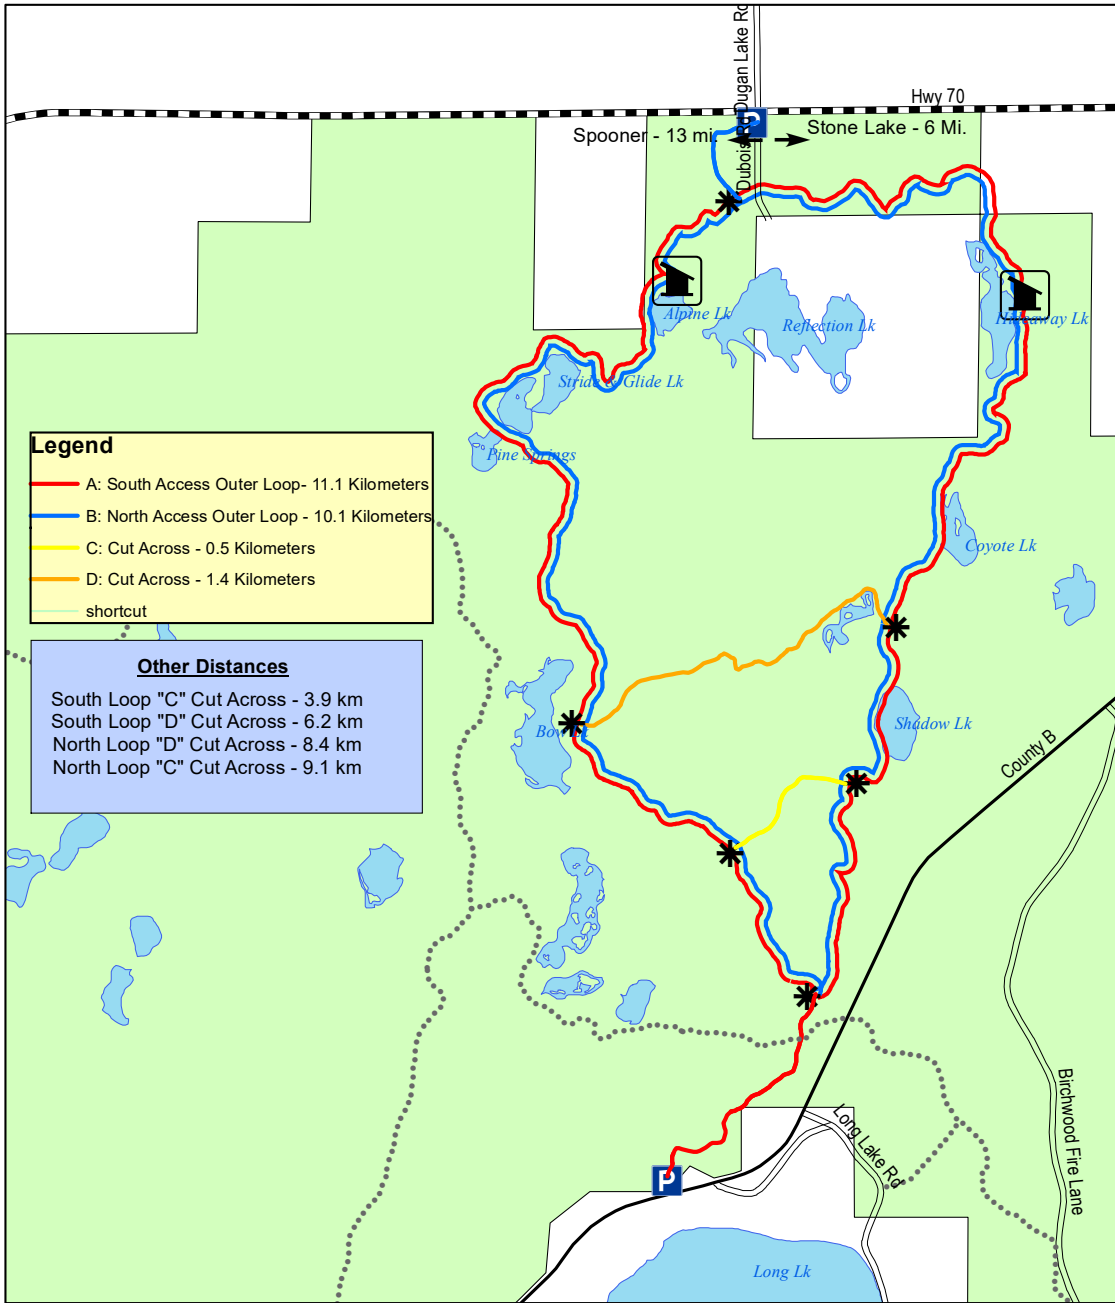 Dugan Lake Rd
Hwy 70
P
Spooner - 13 mi.
Stone Lake - 6 Mi.
Dubois Rd
Alpine Lk
Reflection Lk
Hideaway Lk
Stride & Glide Lk
Pine Springs
Legend
A: South Access Outer Loop- 11.1 Kilometers
B: North Access Outer Loop - 10.1 Kilometers
C: Cut Across - 0.5 Kilometers
D: Cut Across - 1.4 Kilometers
shortcut
Coyote Lk
Other Distances
South Loop "C" Cut Across - 3.9 km
South Loop "D" Cut Across - 6.2 km
North Loop "D" Cut Across - 8.4 km
North Loop "C" Cut Across - 9.1 km
Bow Lk
Shadow Lk
County B
Long Lake Rd
Birchwood Fire Lane
P
Long Lk